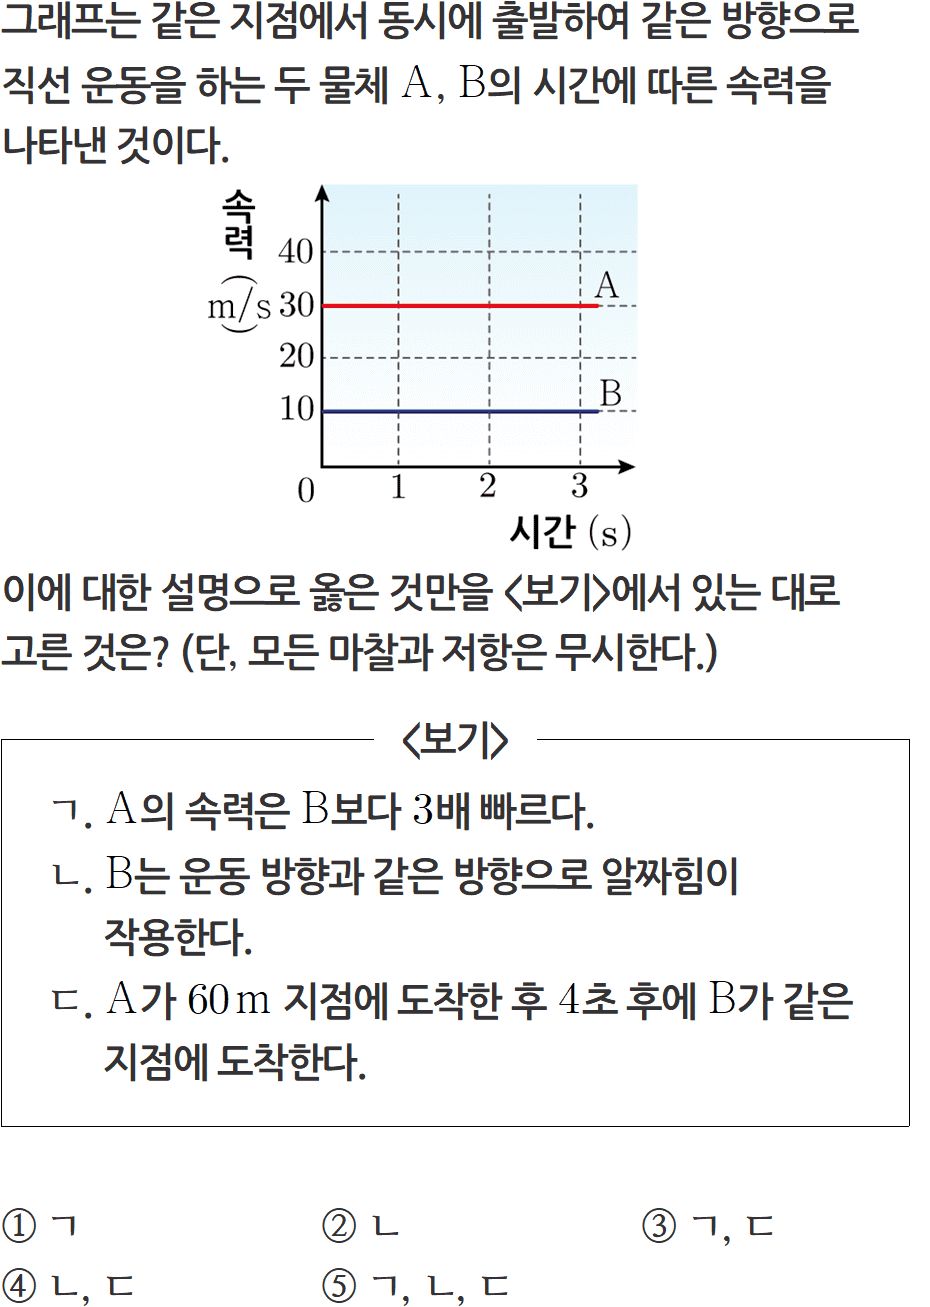 그래프는 같은 지점에서 동시에 출발하여 같은 방향으로
직선 운동을 하는 두 물체 A, B의 시간에 따른 속력을
나타낸 것이다.
속력
(m/s)
40
30
20
10
0
1 2 3
A
B
시간 (s)
이에 대한 설명으로 옳은 것만을 <보기>에서 있는 대로
고른 것은? (단, 모든 마찰과 저항은 무시한다.)
<보기>
ㄱ. A의 속력은 B보다 3배 빠르다.
ㄴ. B는 운동 방향과 같은 방향으로 알짜힘이
작용한다.
ㄷ. A가 60m 지점에 도착한 후 4초 후에 B가 같은
지점에 도착한다.
① ㄱ ② ㄴ ③ ㄱ, ㄷ
④ ㄴ, ㄷ ⑤ ㄱ, ㄴ, ㄷ